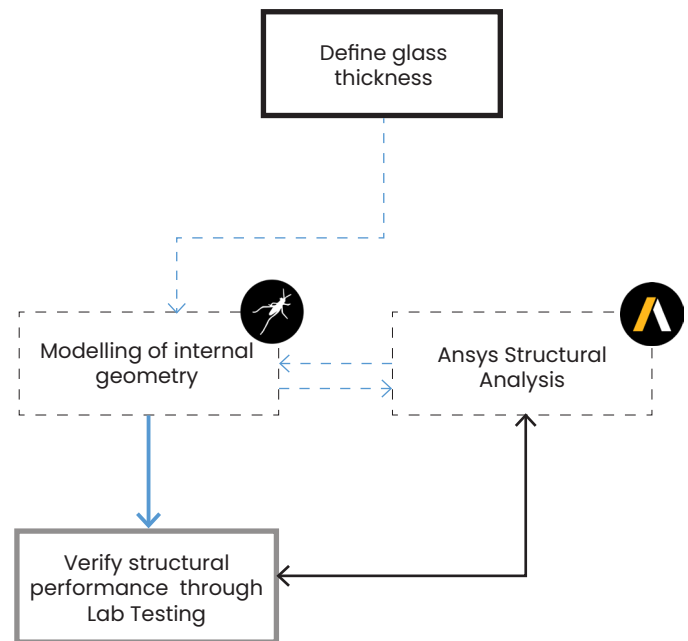 Define glass
thickness
Modelling of internal
geometry
Ansys Structural
Analysis
Verify structural
performance through
Lab Testing